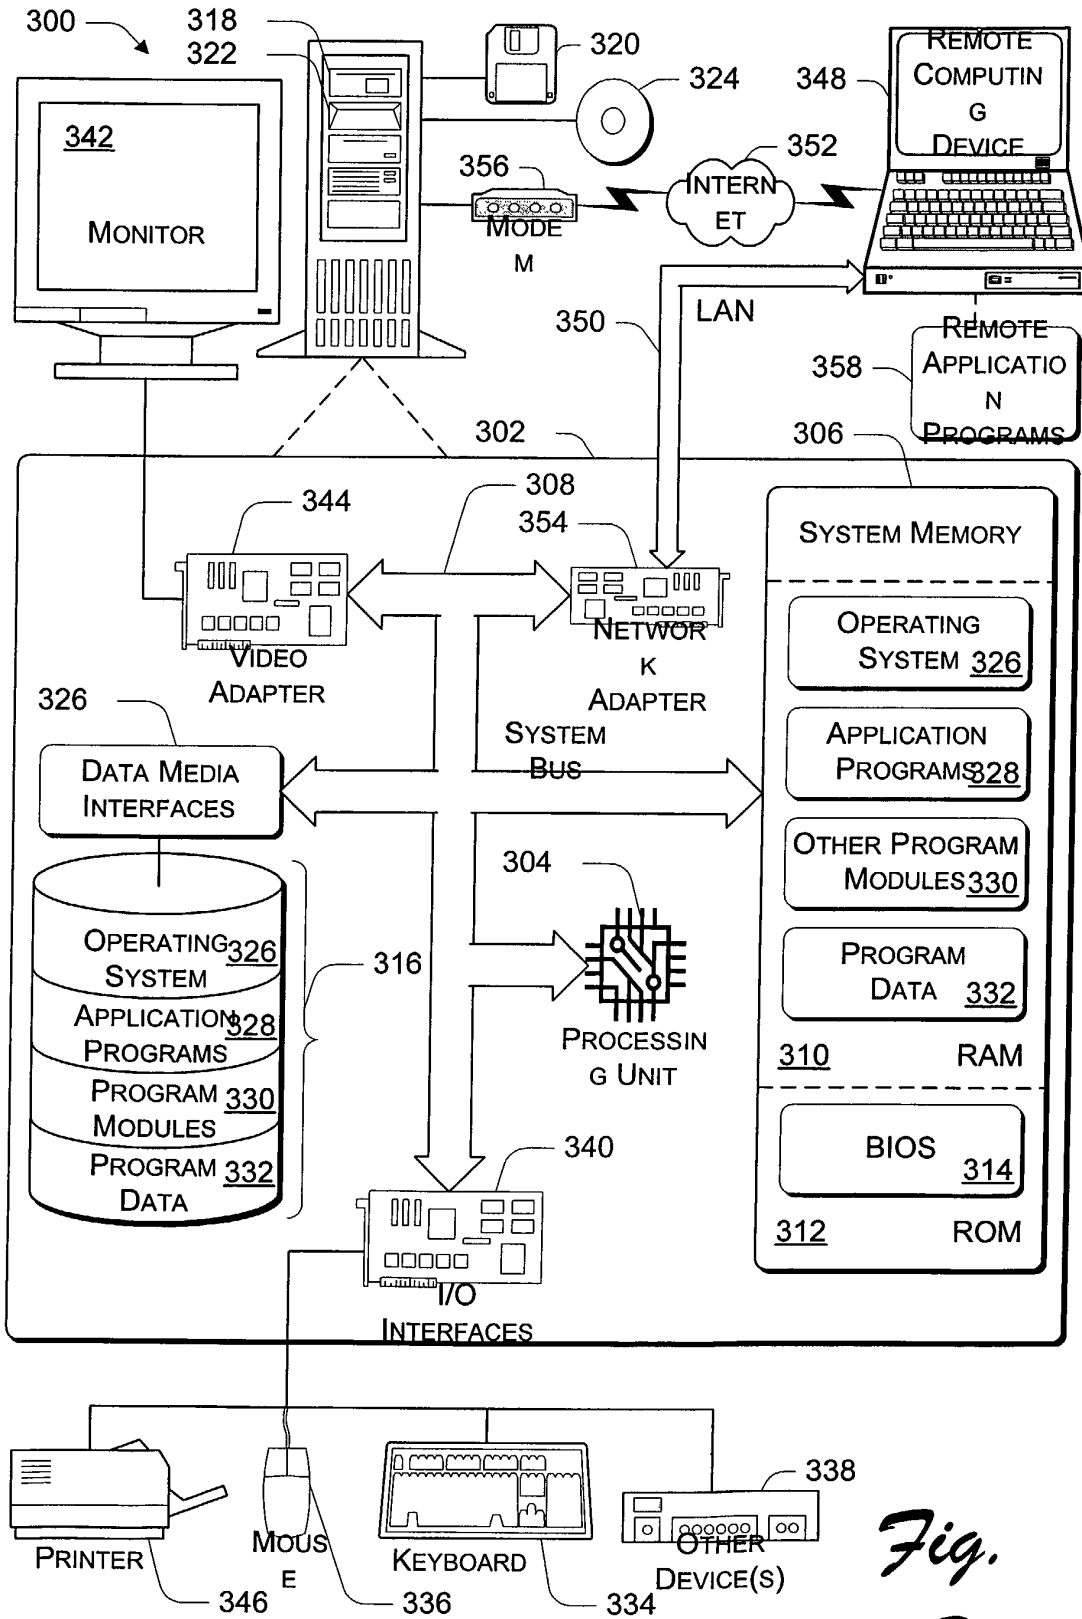 300
318
322
320
324
348
REMOTE
COMPUTIN
G
DEVICE
342
MONITOR
356
MODE
M
352
INTERN
ET
350
LAN
358
REMOTE
APPLICATIO
N
PROGRAMS
302
306
344
308
354
VIDEO
ADAPTER
NETWOR
K
ADAPTER
SYSTEM MEMORY
OPERATING
SYSTEM 326
APPLICATION
PROGRAMS 328
OTHER PROGRAM
MODULES 330
PROGRAM
DATA 332
310 RAM
BIOS
314
312 ROM
326
DATA MEDIA
INTERFACES
SYSTEM
BUS
OPERATING 326
SYSTEM
APPLICATION 328
PROGRAMS
PROGRAM 330
MODULES
PROGRAM 332
DATA
316
304
PROCESSIN
G UNIT
340
I/O
INTERFACES
PRINTER
346
MOUS
E
336
KEYBOARD
334
OTHER
DEVICE(S)
338
Fig.